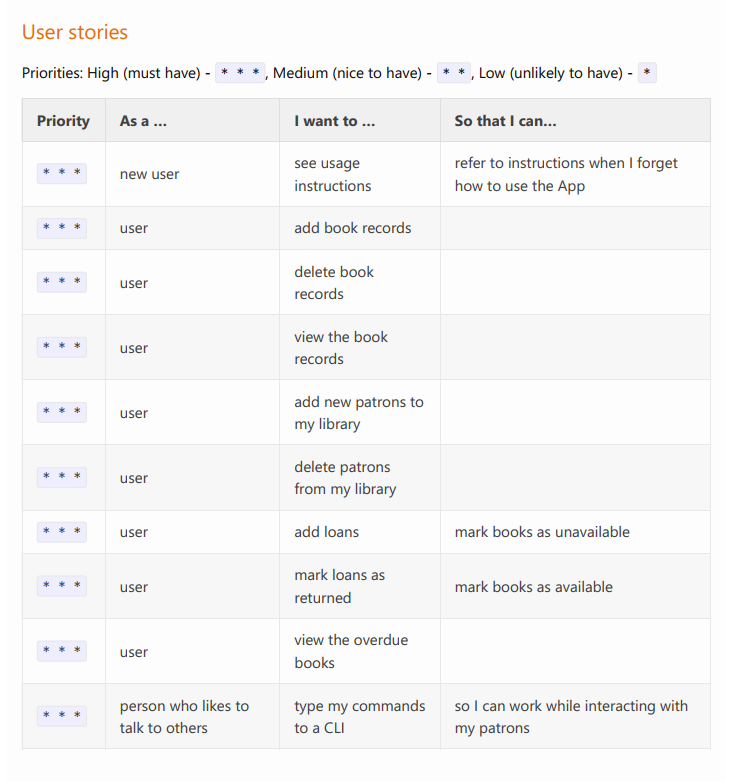 User stories
Priorities: High (must have) - * * *, Medium (nice to have) - * *, Low (unlikely to have) - *
Priority As a ... I want to ... So that I can...
* * * new user see usage instructions refer to instructions when I forget how to use the App
* * * user add book records
* * * user delete book records
* * * user view the book records
* * * user add new patrons to my library
* * * user delete patrons from my library
* * * user add loans mark books as unavailable
* * * user mark loans as returned mark books as available
* * * user view the overdue books
* * * person who likes to talk to others type my commands to a CLI so I can work while interacting with my patrons